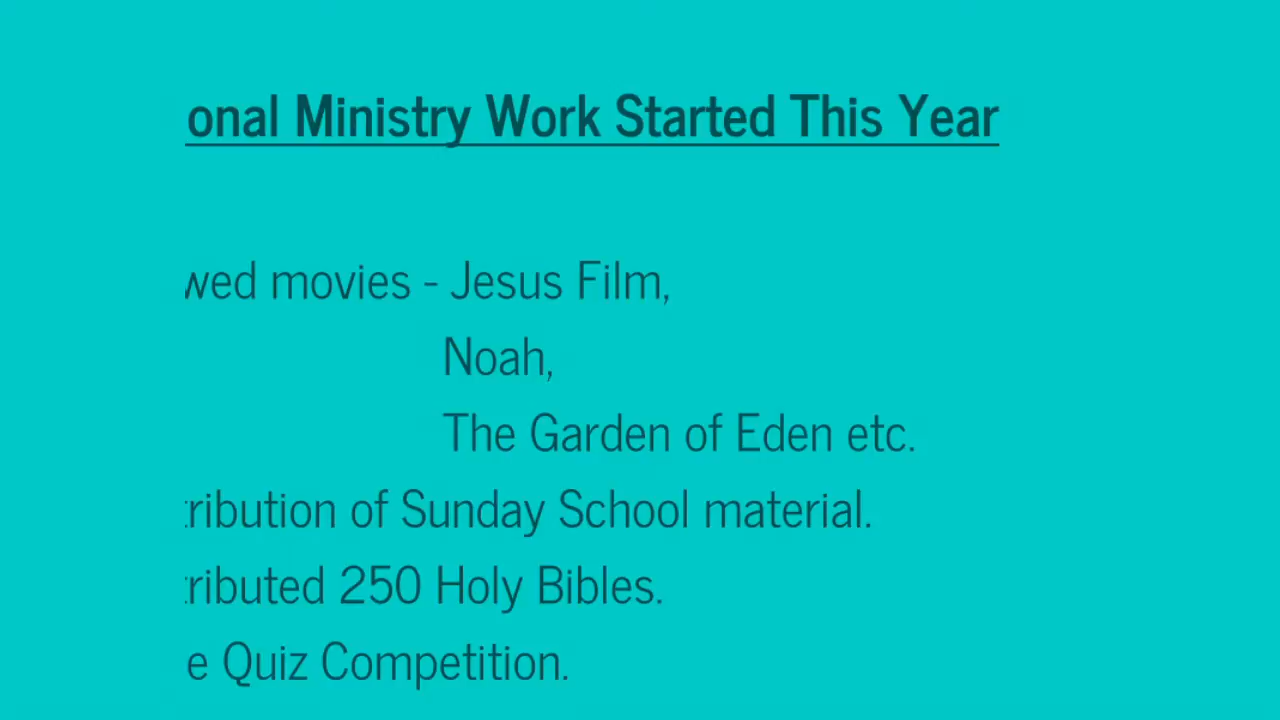 onal Ministry Work Started This Year
wed movies - Jesus Film,
Noah,
The Garden of Eden etc.
ribution of Sunday School material.
ributed 250 Holy Bibles.
e Quiz Competition.